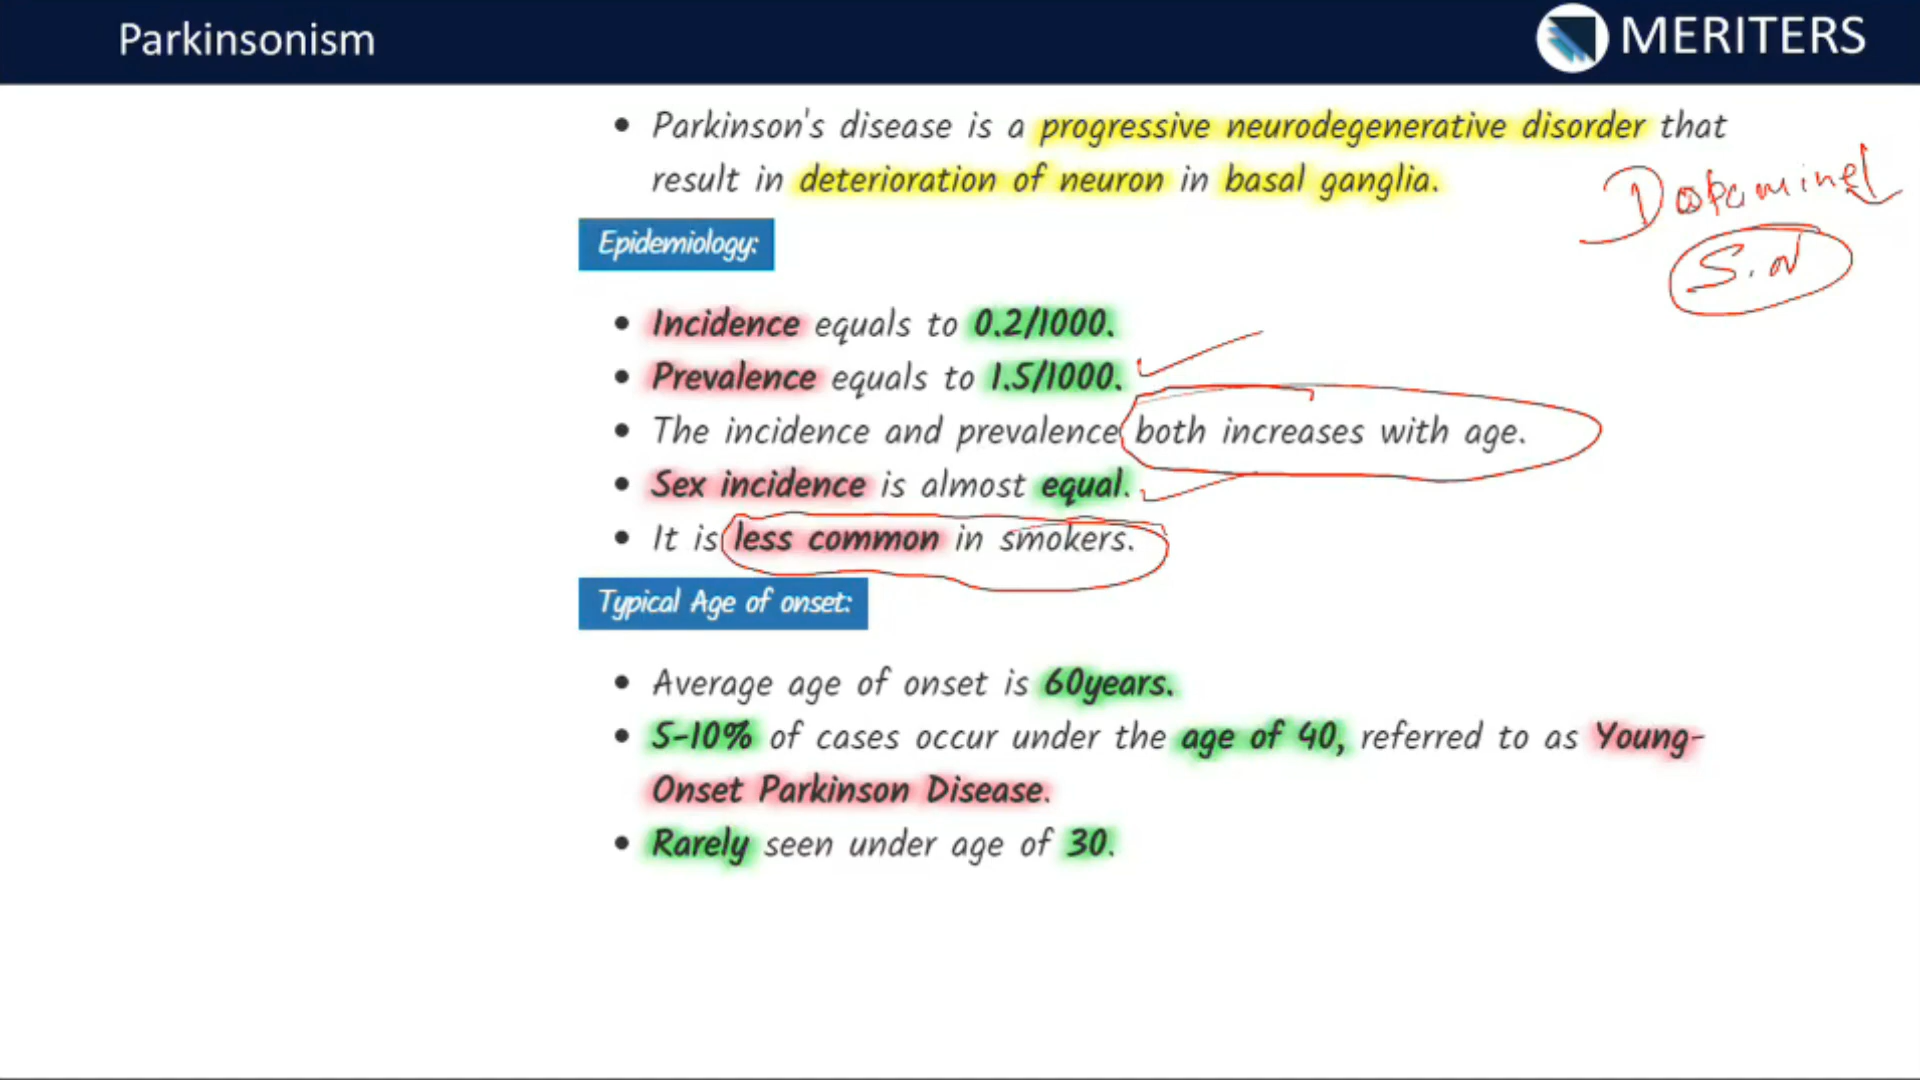 Parkinsonism
MERITERS
• Parkinson's disease is a progressive neurodegenerative disorder that
result in deterioration of neuron in basal ganglia.
Dopamine↓
S.N
Epidemiology:
• Incidence equals to 0.2/1000.
• Prevalence equals to 1.5/1000.
• The incidence and prevalence both increases with age.
• Sex incidence is almost equal.
• It is less common in smokers.
Typical Age of onset:
• Average age of onset is 60years.
• 5-10% of cases occur under the age of 40, referred to as Young-
Onset Parkinson Disease.
• Rarely seen under age of 30.